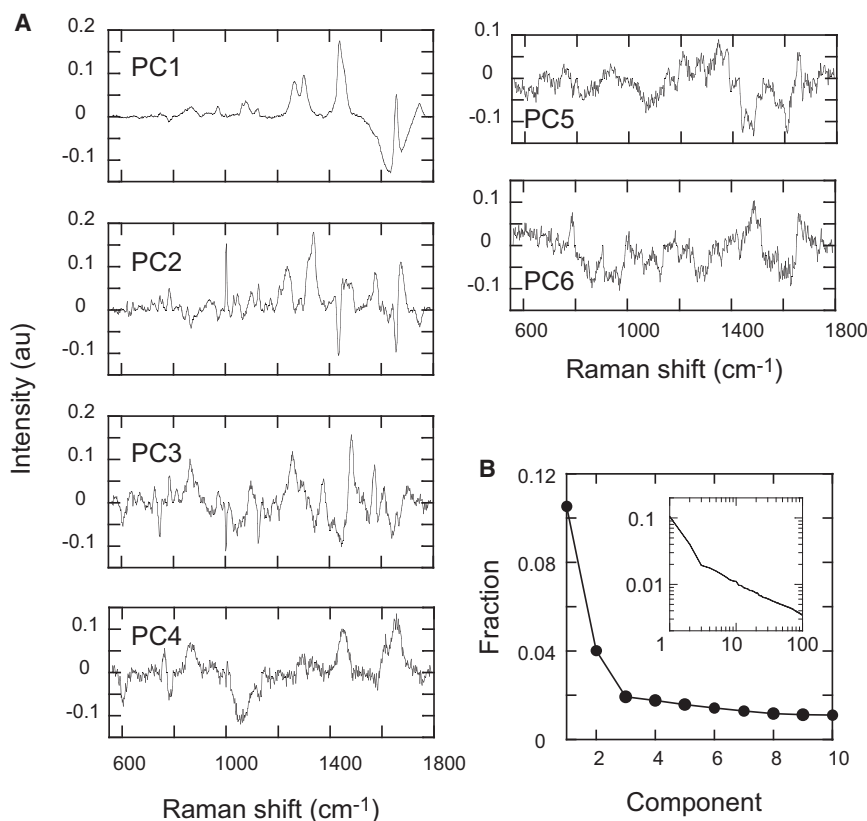 A
Intensity (au)
0.2
0.1
0
-0.1
PC1
0.2
0.1
0
-0.1
PC2
0.2
0.1
0
-0.1
PC3
0.1
0
-0.1
PC4
600 1000 1400 1800
Raman shift (cm-1)
0.1
0
-0.1
PC5
0.1
0
-0.1
PC6
600 1000 1400 1800
Raman shift (cm-1)
B
Fraction
0.12
0.08
0.04
0
0.1
0.01
1 10 100
2 4 6 8 10
Component